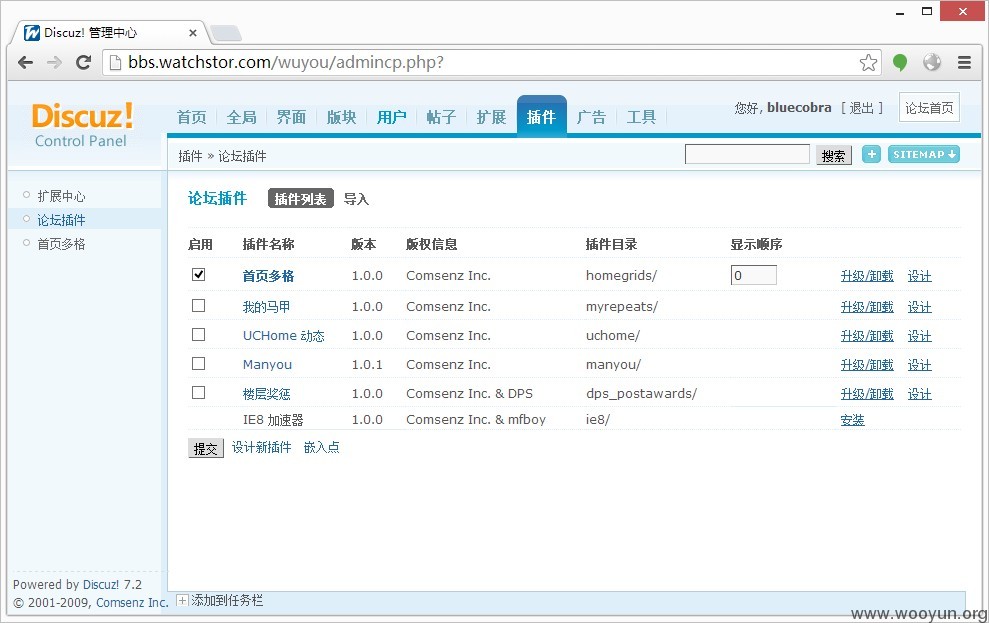 Discuz! 管理中心
bbs.watchstor.com/wuyou/admincp.php?
Discuz!
Control Panel
首页 全局 界面 版块 用户 帖子 扩展 插件 广告 工具
您好, bluecobra [ 退出 ] 论坛首页
插件 » 论坛插件 搜索 + SITEMAP
扩展中心
论坛插件
首页多格
论坛插件 插件列表 导入
启用 插件名称 版本 版权信息 插件目录 显示顺序
首页多格 1.0.0 Comsenz Inc. homegrids/ 0 升级/卸载 设计
我的马甲 1.0.0 Comsenz Inc. myrepeats/ 升级/卸载 设计
UCHome 动态 1.0.0 Comsenz Inc. uchome/ 升级/卸载 设计
Manyou 1.0.1 Comsenz Inc. manyou/ 升级/卸载 设计
楼层奖惩 1.0.0 Comsenz Inc. & DPS dps_postawards/ 升级/卸载 设计
IE8 加速器 1.0.0 Comsenz Inc. & mfboy ie8/ 安装
提交 设计新插件 嵌入点
Powered by Discuz! 7.2
© 2001-2009, Comsenz Inc.
添加到任务栏
www.wooyun.org